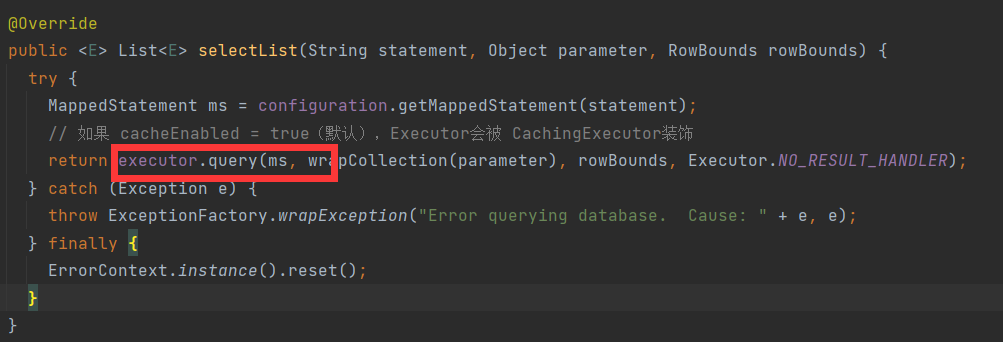 @Override
public <E> List<E> selectList(String statement, Object parameter, RowBounds rowBounds) {
try {
MappedStatement ms = configuration.getMappedStatement(statement);
// 如果 cacheEnabled = true（默认），Executor会被 CachingExecutor装饰
return executor.query(ms, wrapCollection(parameter), rowBounds, Executor.NO_RESULT_HANDLER);
} catch (Exception e) {
throw ExceptionFactory.wrapException("Error querying database.  Cause: " + e, e);
} finally {
ErrorContext.instance().reset();
}
}